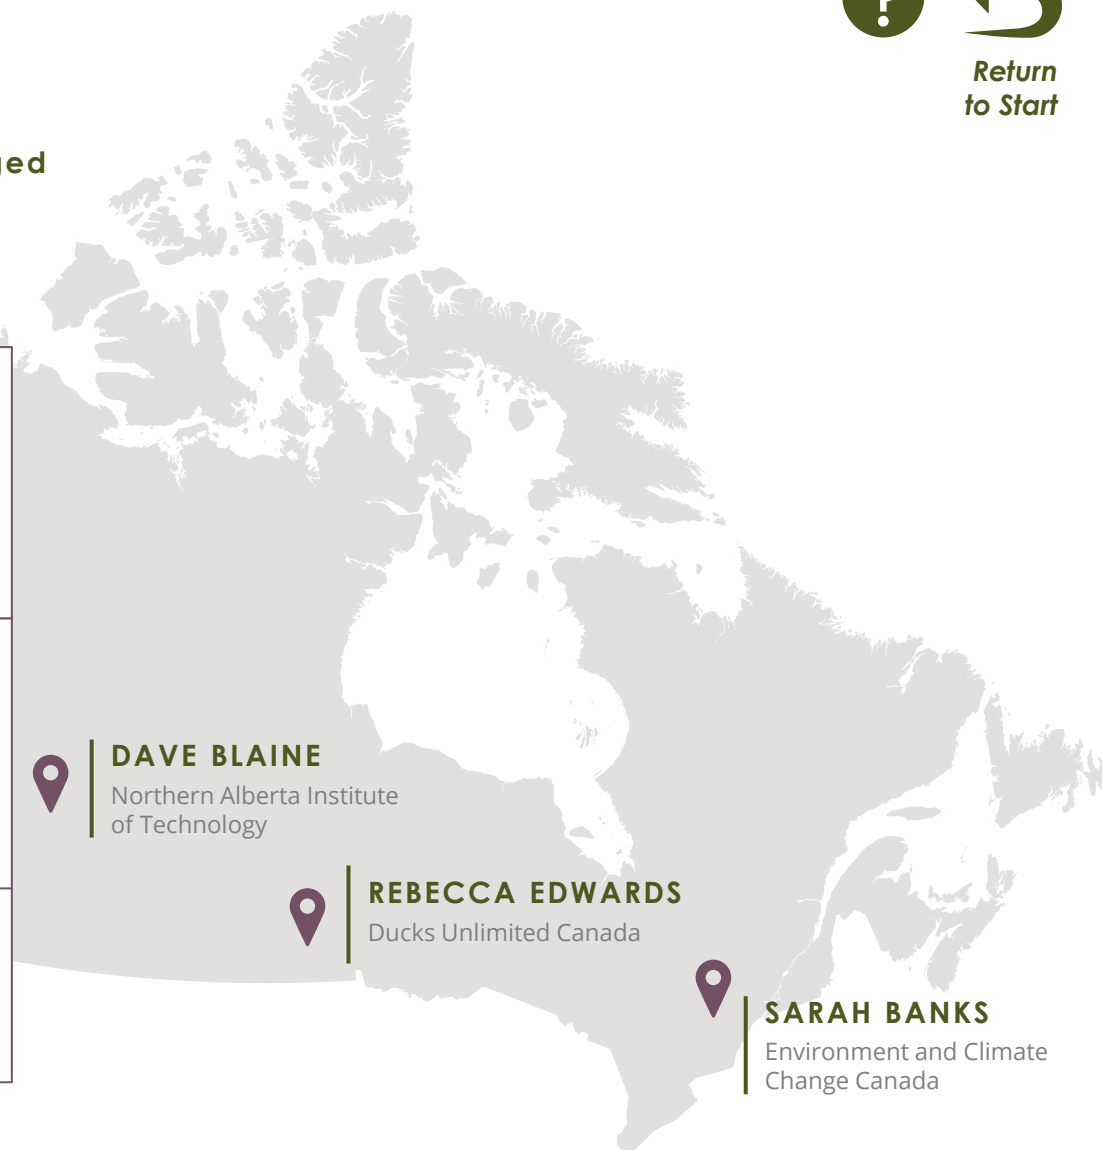 ?
Return
to Start
DAVE BLAINE
Northern Alberta Institute
of Technology
REBECCA EDWARDS
Ducks Unlimited Canada
SARAH BANKS
Environment and Climate
Change Canada